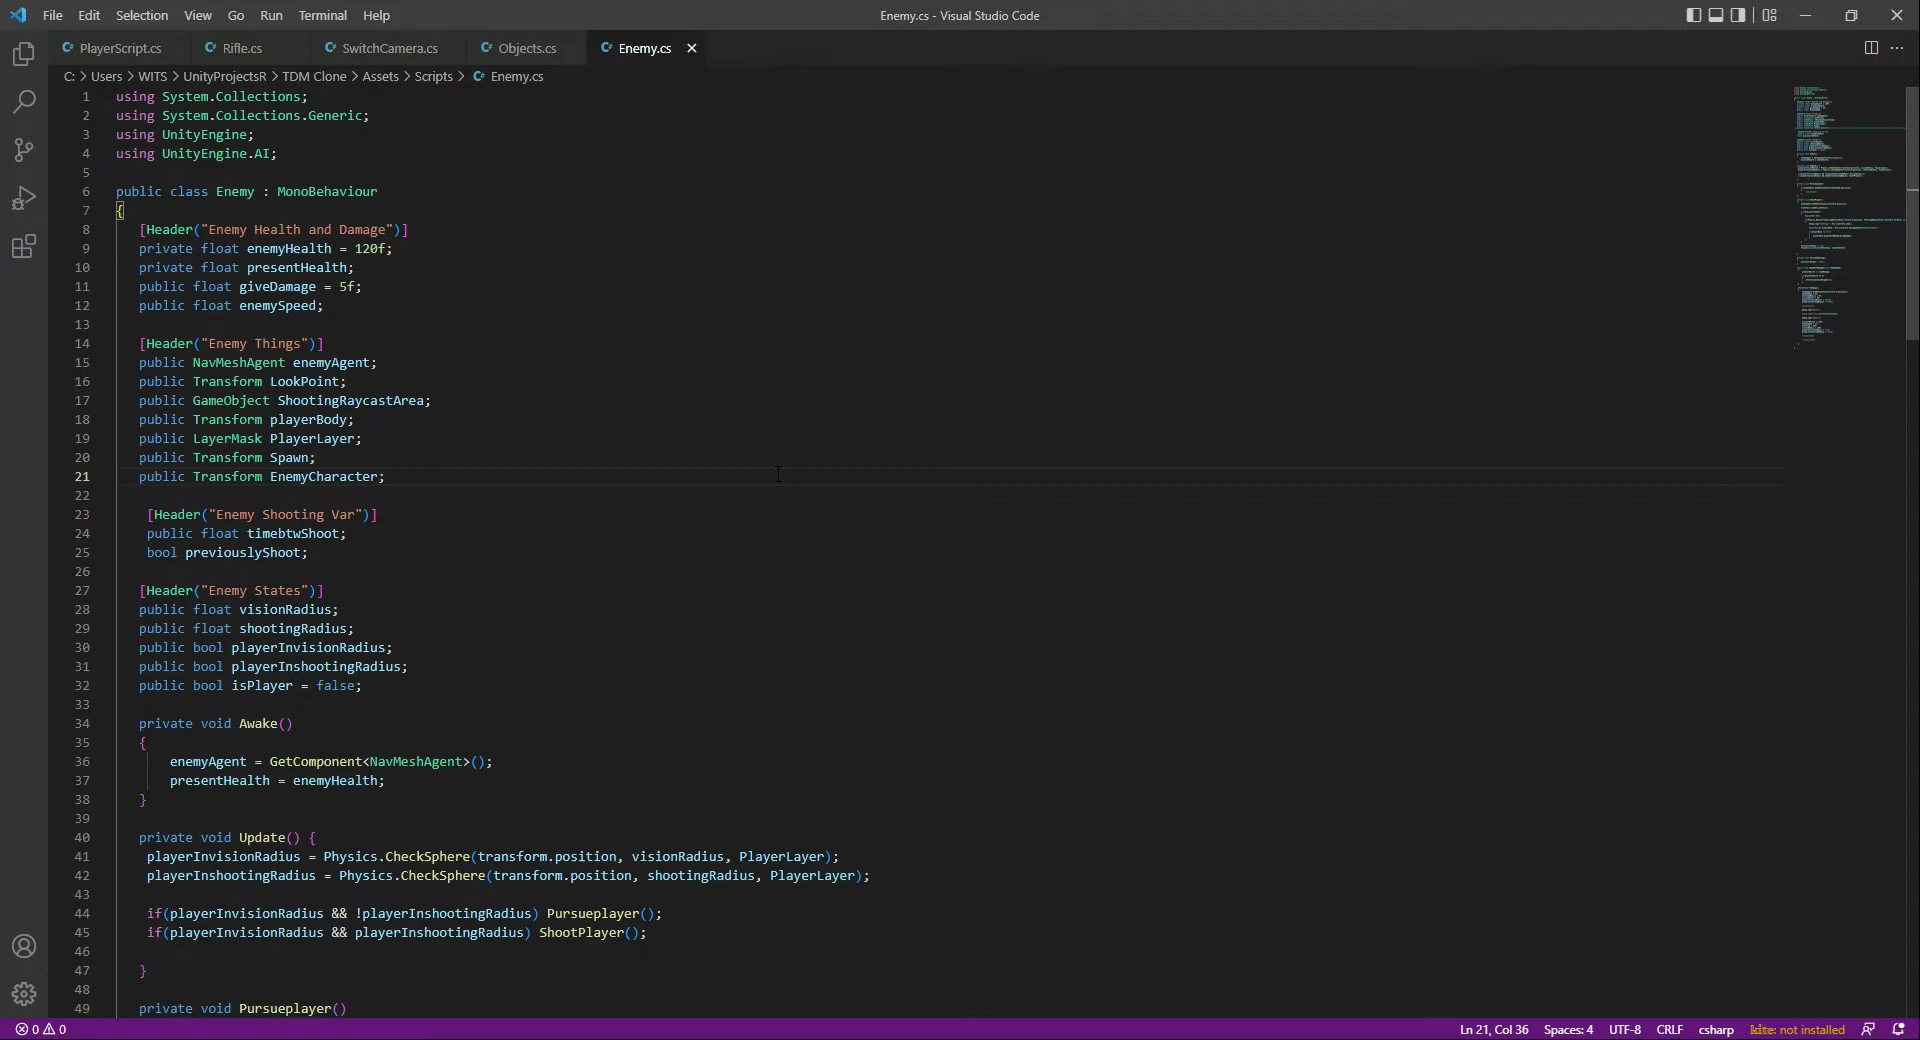 File Edit Selection View Go Run Terminal Help Enemy.cs - Visual Studio Code
PlayerScript.cs Rifle.cs SwitchCamera.cs Objects.cs Enemy.cs
C: > Users > WITS > UnityProjectsR > TDM Clone > Assets > Scripts > Enemy.cs
1 using System.Collections;
2 using System.Collections.Generic;
3 using UnityEngine;
4 using UnityEngine.AI;
5
6 public class Enemy : MonoBehaviour
7 {
8 [Header("Enemy Health and Damage")]
9 private float enemyHealth = 120f;
10 private float presentHealth;
11 public float giveDamage = 5f;
12 public float enemySpeed;
13
14 [Header("Enemy Things")]
15 public NavMeshAgent enemyAgent;
16 public Transform LookPoint;
17 public GameObject ShootingRaycastArea;
18 public Transform playerBody;
19 public LayerMask PlayerLayer;
20 public Transform Spawn;
21 public Transform EnemyCharacter;
22
23 [Header("Enemy Shooting Var")]
24 public float timebtwShoot;
25 bool previouslyShoot;
26
27 [Header("Enemy States")]
28 public float visionRadius;
29 public float shootingRadius;
30 public bool playerInvisionRadius;
31 public bool playerInshootingRadius;
32 public bool isPlayer = false;
33
34 private void Awake()
35 {
36 enemyAgent = GetComponent<NavMeshAgent>();
37 presentHealth = enemyHealth;
38 }
39
40 private void Update() {
41 playerInvisionRadius = Physics.CheckSphere(transform.position, visionRadius, PlayerLayer);
42 playerInshootingRadius = Physics.CheckSphere(transform.position, shootingRadius, PlayerLayer);
43
44 if(playerInvisionRadius && !playerInshootingRadius) Pursueplayer();
45 if(playerInvisionRadius && playerInshootingRadius) ShootPlayer();
46
47 }
48
49 private void Pursueplayer()
0 0 Ln 21, Col 36 Spaces: 4 UTF-8 CRLF csharp kite: not installed